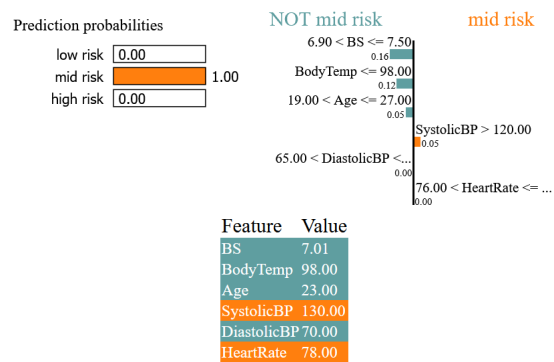 Prediction probabilities
low risk 0.00
mid risk 1.00
high risk 0.00
NOT mid risk mid risk
6.90 < BS <= 7.50
0.16
BodyTemp <= 98.00
0.12
19.00 < Age <= 27.00
0.05
SystolicBP > 120.00
0.05
65.00 < DiastolicBP <...
0.00
76.00 < HeartRate <= ...
0.00
Feature Value
BS 7.01
BodyTemp 98.00
Age 23.00
SystolicBP 130.00
DiastolicBP 70.00
HeartRate 78.00